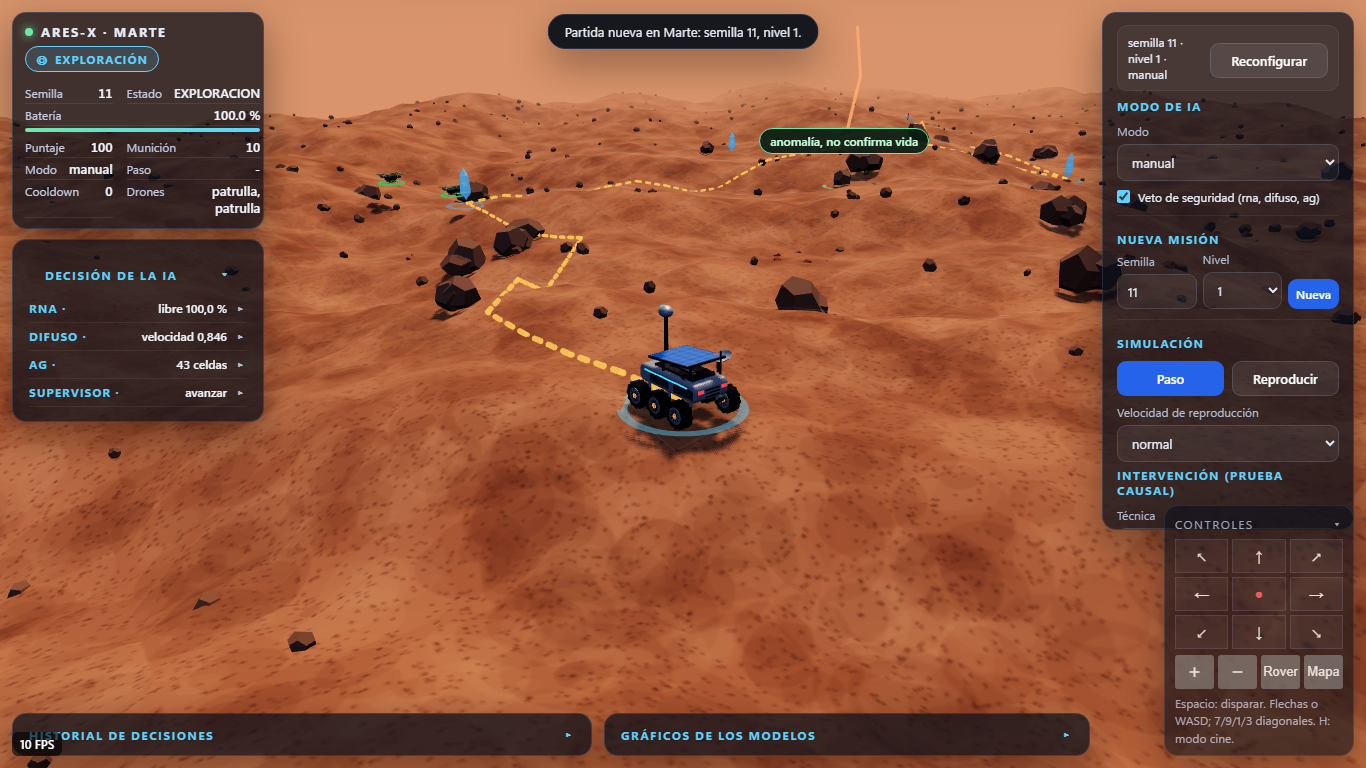 ARES-X · MARTE
EXPLORACIÓN
Semilla 11 Estado EXPLORACION
Batería 100.0 %
Puntaje 100 Munición 10
Modo manual Paso -
Cooldown 0 Drones patrulla,
patrulla
DECISIÓN DE LA IA
RNA · libre 100,0 %
DIFUSO · velocidad 0,846
AG · 43 celdas
SUPERVISOR · avanzar
Partida nueva en Marte: semilla 11, nivel 1.
anomalía, no confirma vida
semilla 11 ·
nivel 1 ·
manual
Reconfigurar
MODO DE IA
Modo
manual
Veto de seguridad (rna, difuso, ag)
NUEVA MISIÓN
Semilla Nivel
11 1 Nueva
SIMULACIÓN
Paso Reproducir
Velocidad de reproducción
normal
INTERVENCIÓN (PRUEBA
CAUSAL)
Técnica
CONTROLES
↖ ↑ ↗
← ● →
↙ ↓ ↘
+ − Rover Mapa
Espacio: disparar. Flechas o
WASD; 7/9/1/3 diagonales. H:
modo cine.
HISTORIAL DE DECISIONES
GRÁFICOS DE LOS MODELOS
10 FPS